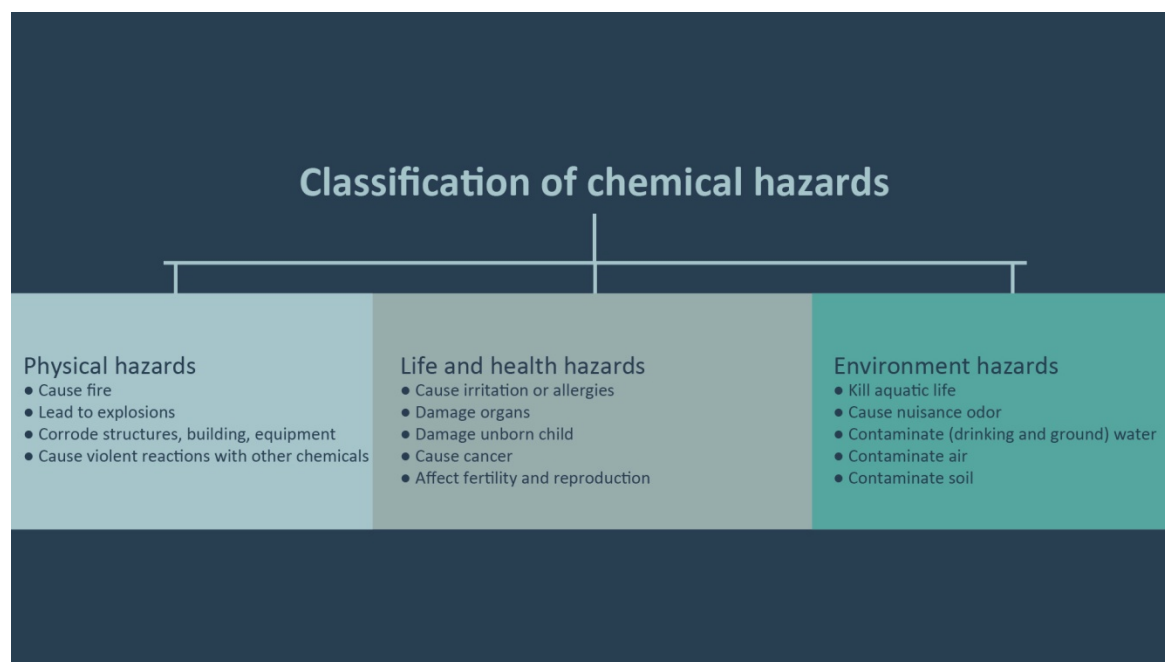 Classification of chemical hazards
Physical hazards
● Cause fire
● Lead to explosions
● Corrode structures, building, equipment
● Cause violent reactions with other chemicals
Life and health hazards
● Cause irritation or allergies
● Damage organs
● Damage unborn child
● Cause cancer
● Affect fertility and reproduction
Environment hazards
● Kill aquatic life
● Cause nuisance odor
● Contaminate (drinking and ground) water
● Contaminate air
● Contaminate soil